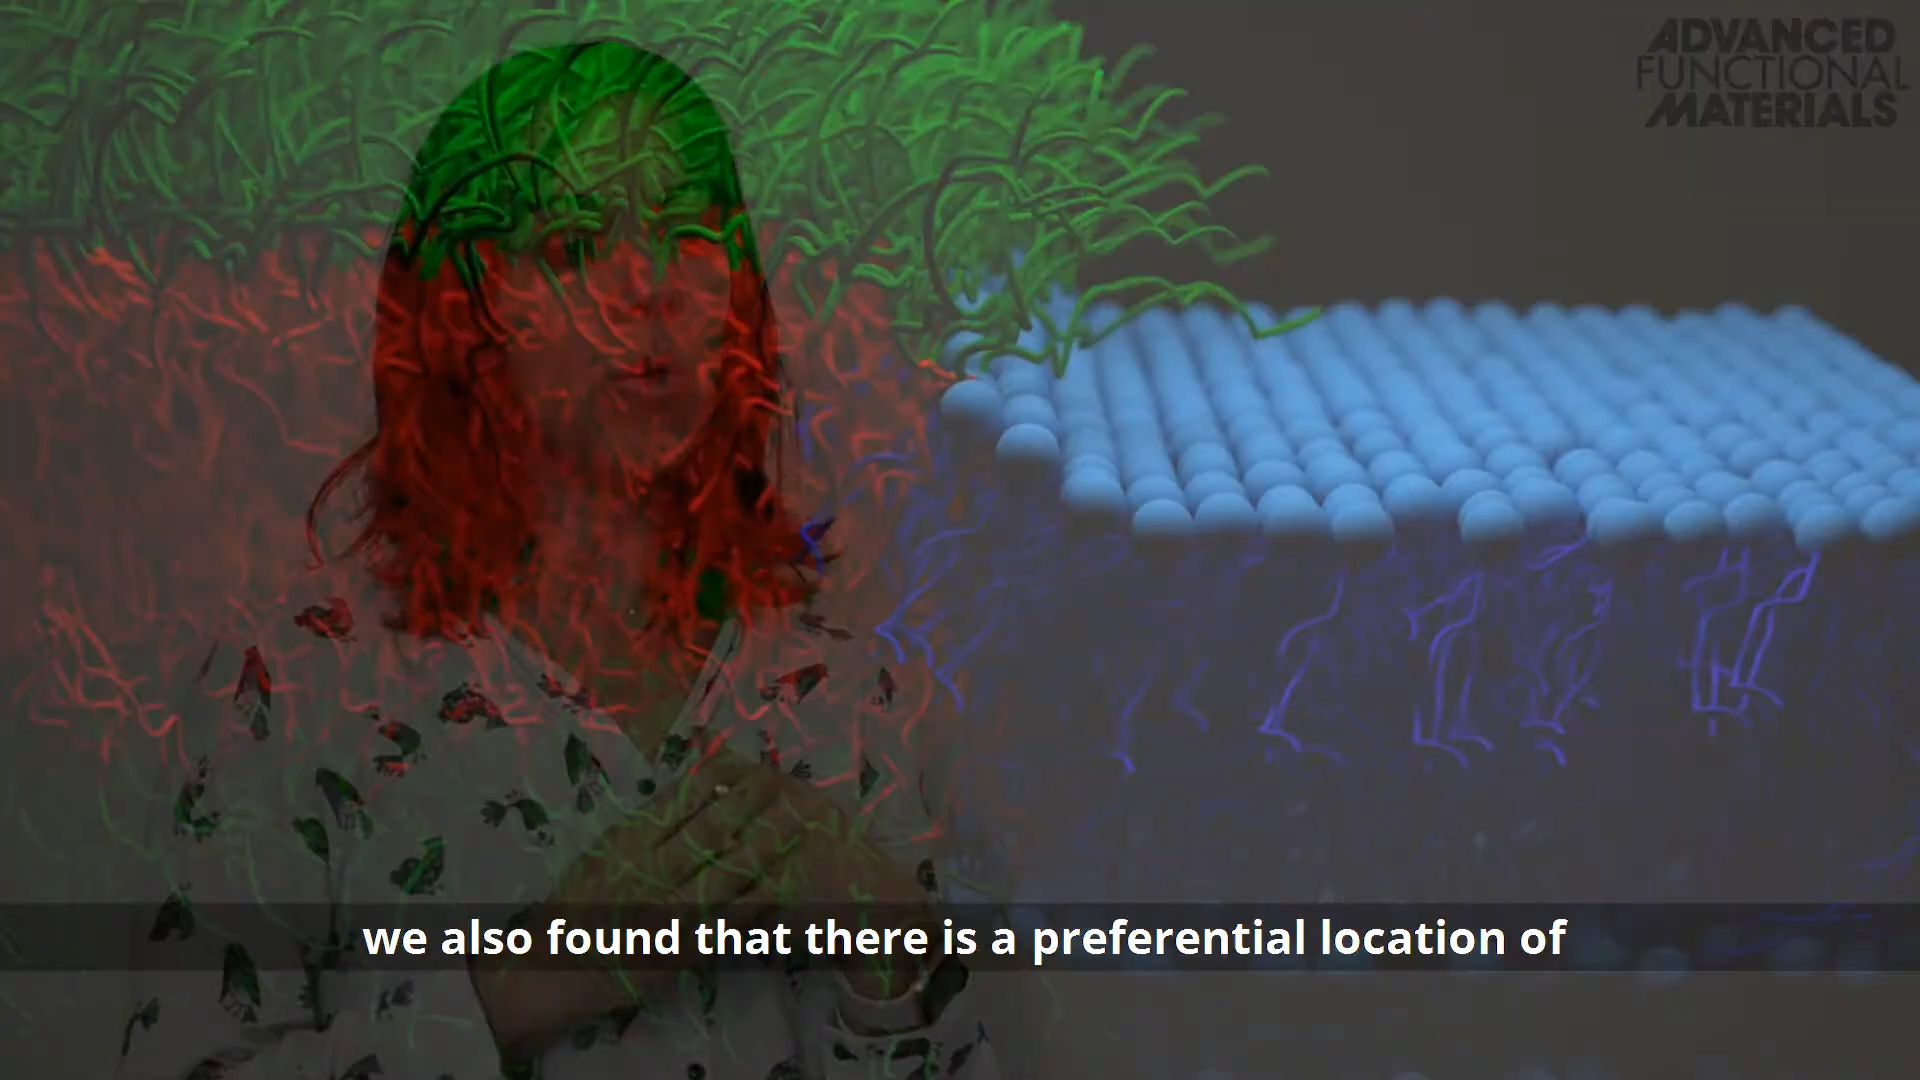 ADVANCED
FUNCTIONAL
MATERIALS
we also found that there is a preferential location of